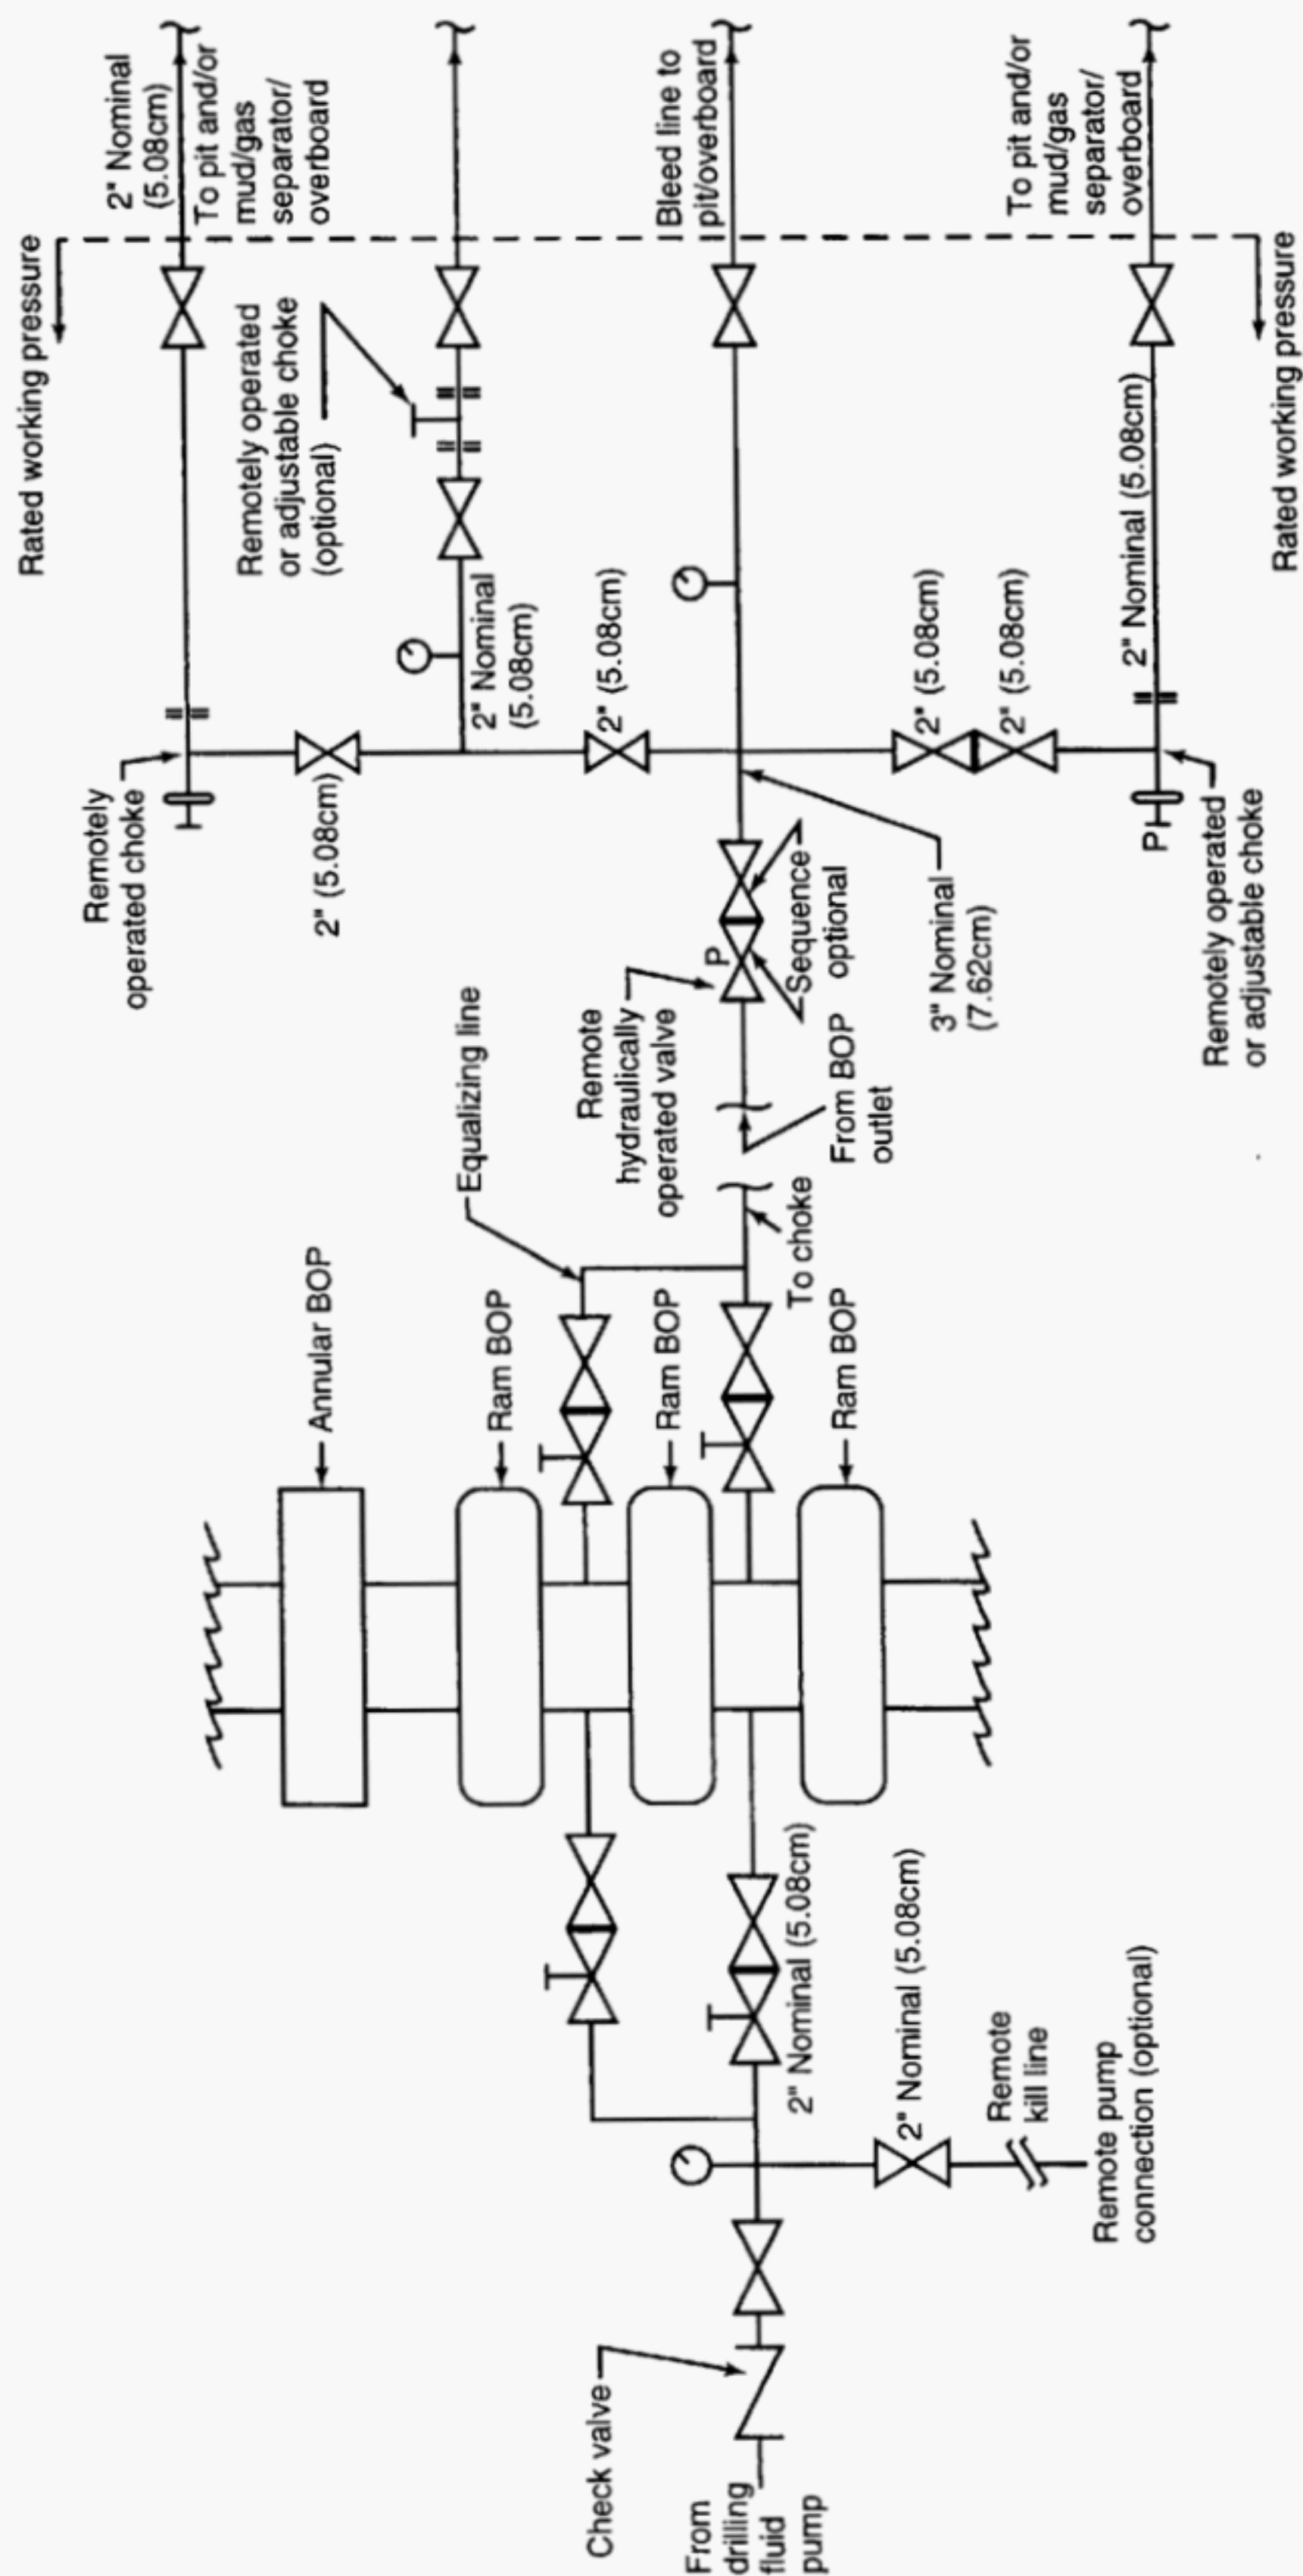 From
drilling
fluid
pump
Check valve
Remote pump
connection (optional)
Remote
kill line
2" Nominal (5.08cm)
2" Nominal (5.08cm)
Annular BOP
Ram BOP
Ram BOP
Ram BOP
Equalizing line
To choke
From BOP
outlet
Remote
hydraulically
operated valve
P
Sequence
optional
3" Nominal
(7.62cm)
Remotely
operated choke
2" (5.08cm)
2" Nominal
(5.08cm)
2" (5.08cm)
2" (5.08cm)
2" (5.08cm)
P
Remotely operated
or adjustable choke
2" Nominal (5.08cm)
Remotely operated
or adjustable choke
(optional)
Rated working pressure
Rated working pressure
2" Nominal
(5.08cm)
To pit and/or
mud/gas
separator/
overboard
Bleed line to
pit/overboard
To pit and/or
mud/gas
separator/
overboard